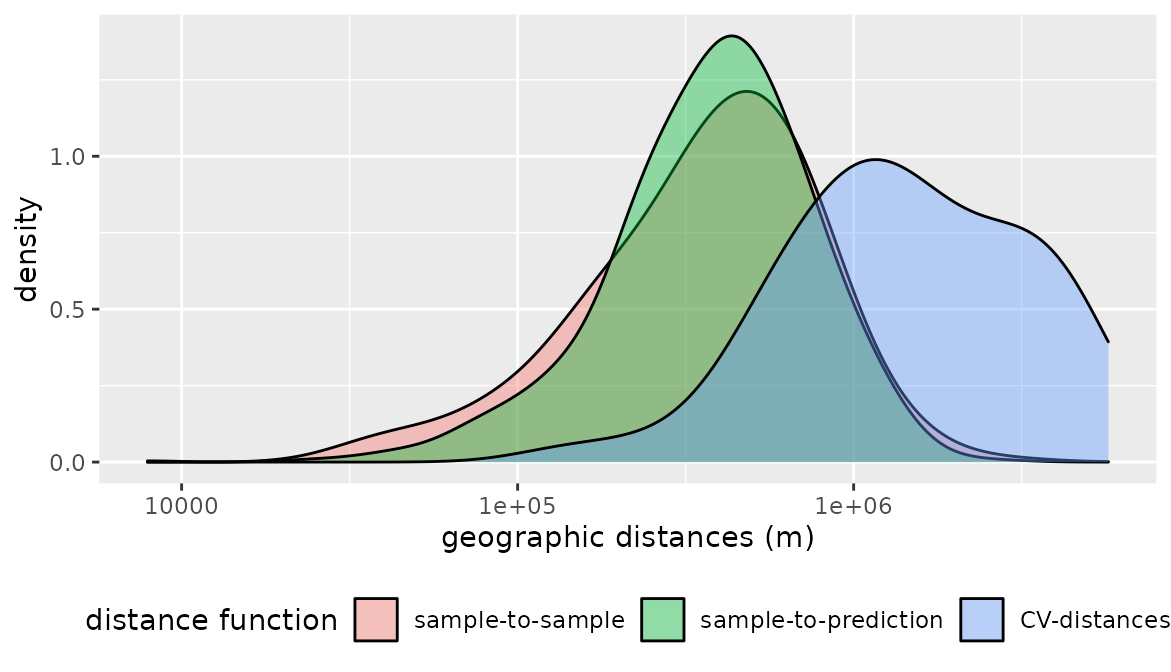 density
1.0
0.5
0.0
10000 1e+05 1e+06
geographic distances (m)
distance function sample-to-sample sample-to-prediction CV-distances